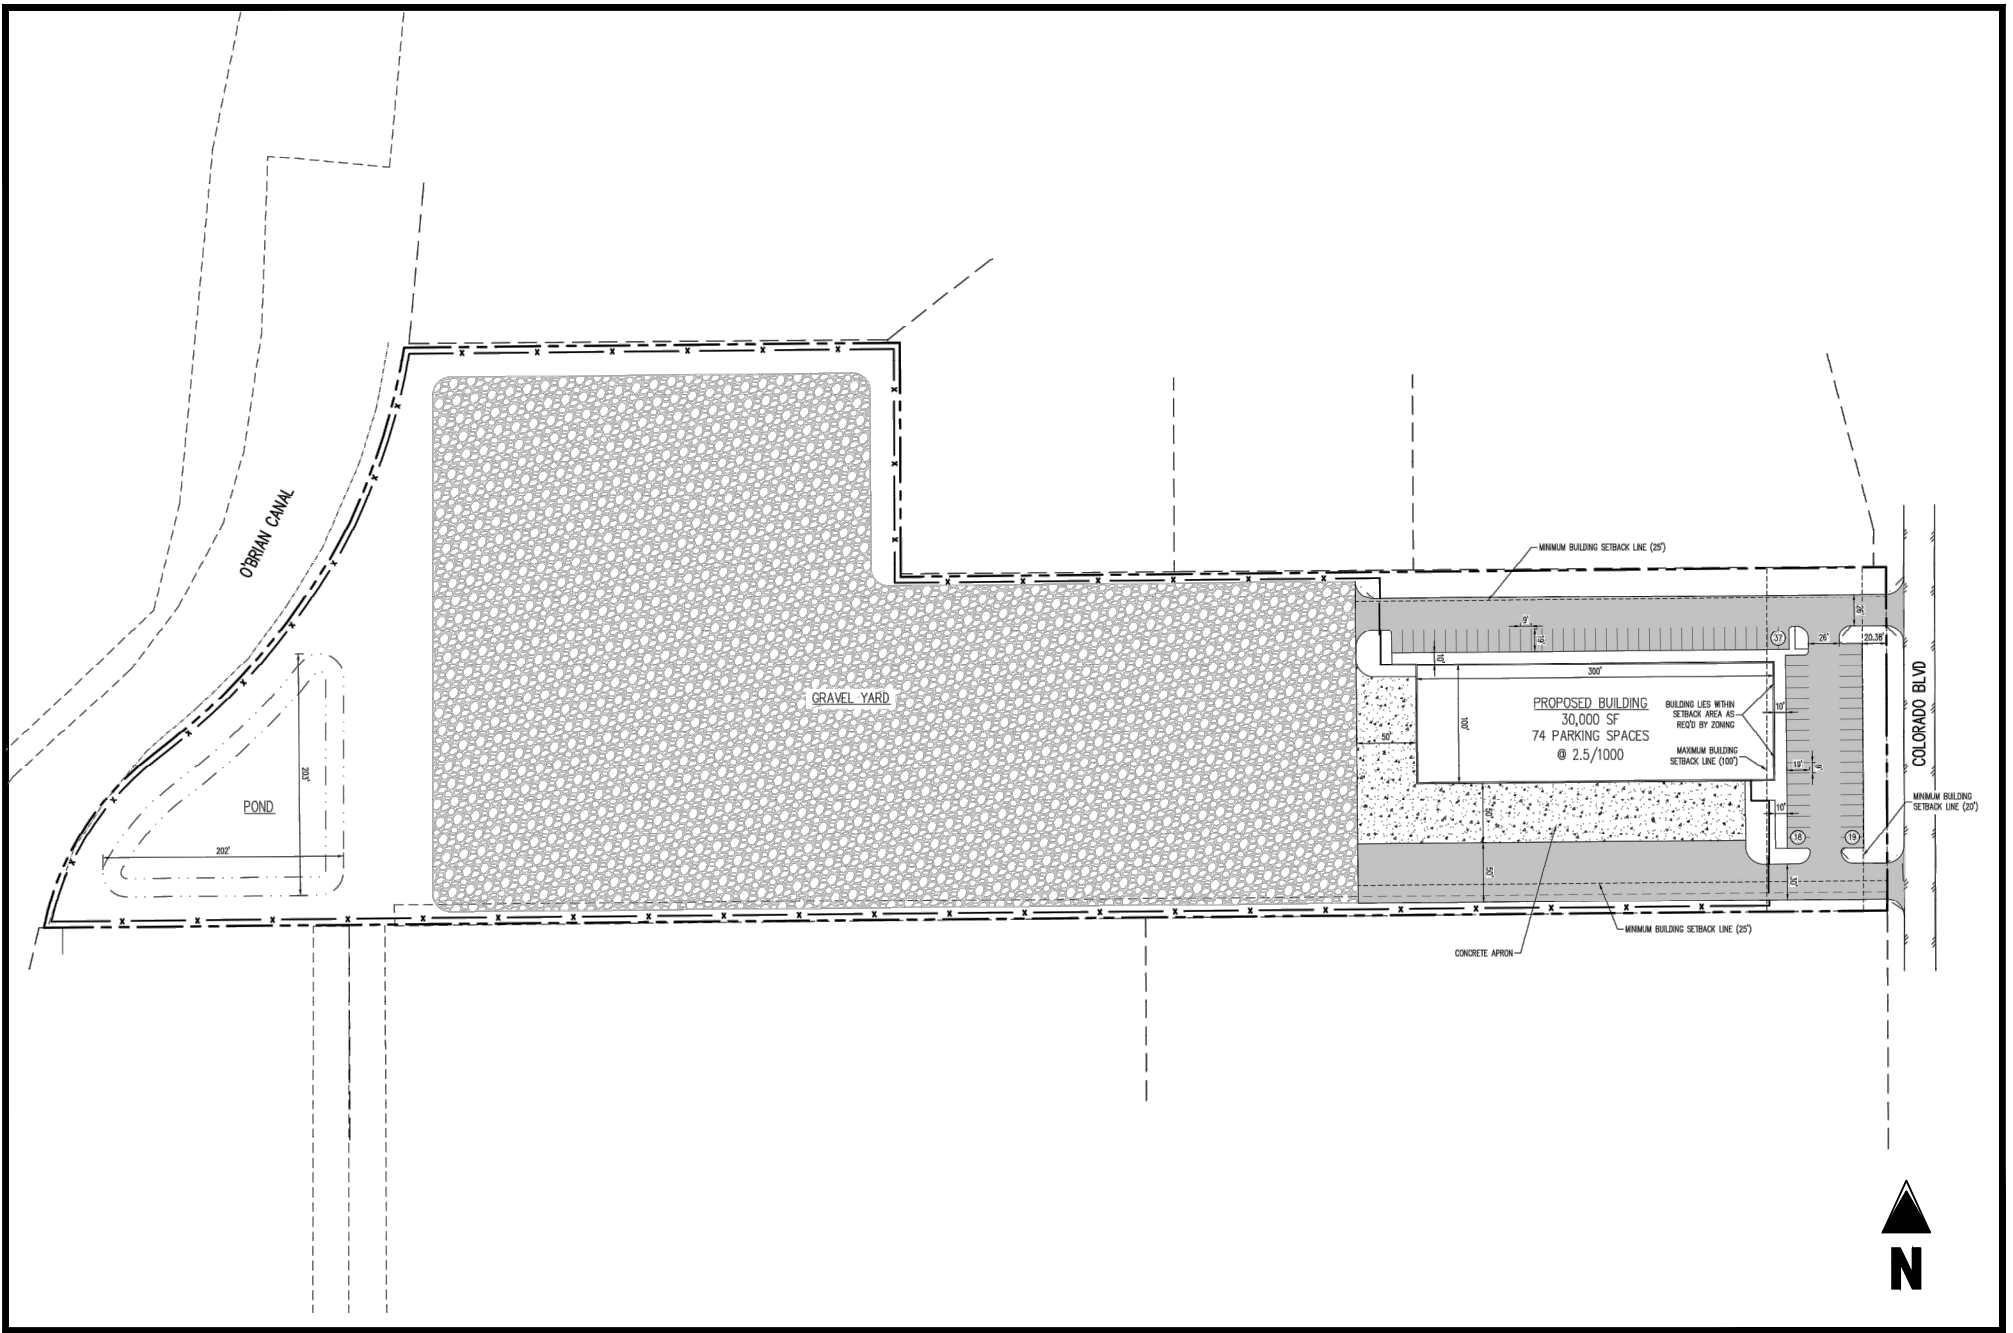 O'BRIAN CANAL
MINIMUM BUILDING SETBACK LINE (25')
26'
9'
19'
37
26'
20.38'
10'
300'
GRAVEL YARD
PROPOSED BUILDING
30,000 SF
74 PARKING SPACES
@ 2.5/1000
BUILDING LIES WITHIN
SETBACK AREA AS
REQ'D BY ZONING
10'
100'
50'
MAXIMUM BUILDING
SETBACK LINE (100')
19'
9'
COLORADO BLVD
203'
POND
MINIMUM BUILDING
SETBACK LINE (20')
50'
10'
18
19
202'
50'
30'
MINIMUM BUILDING SETBACK LINE (25')
CONCRETE APRON
N